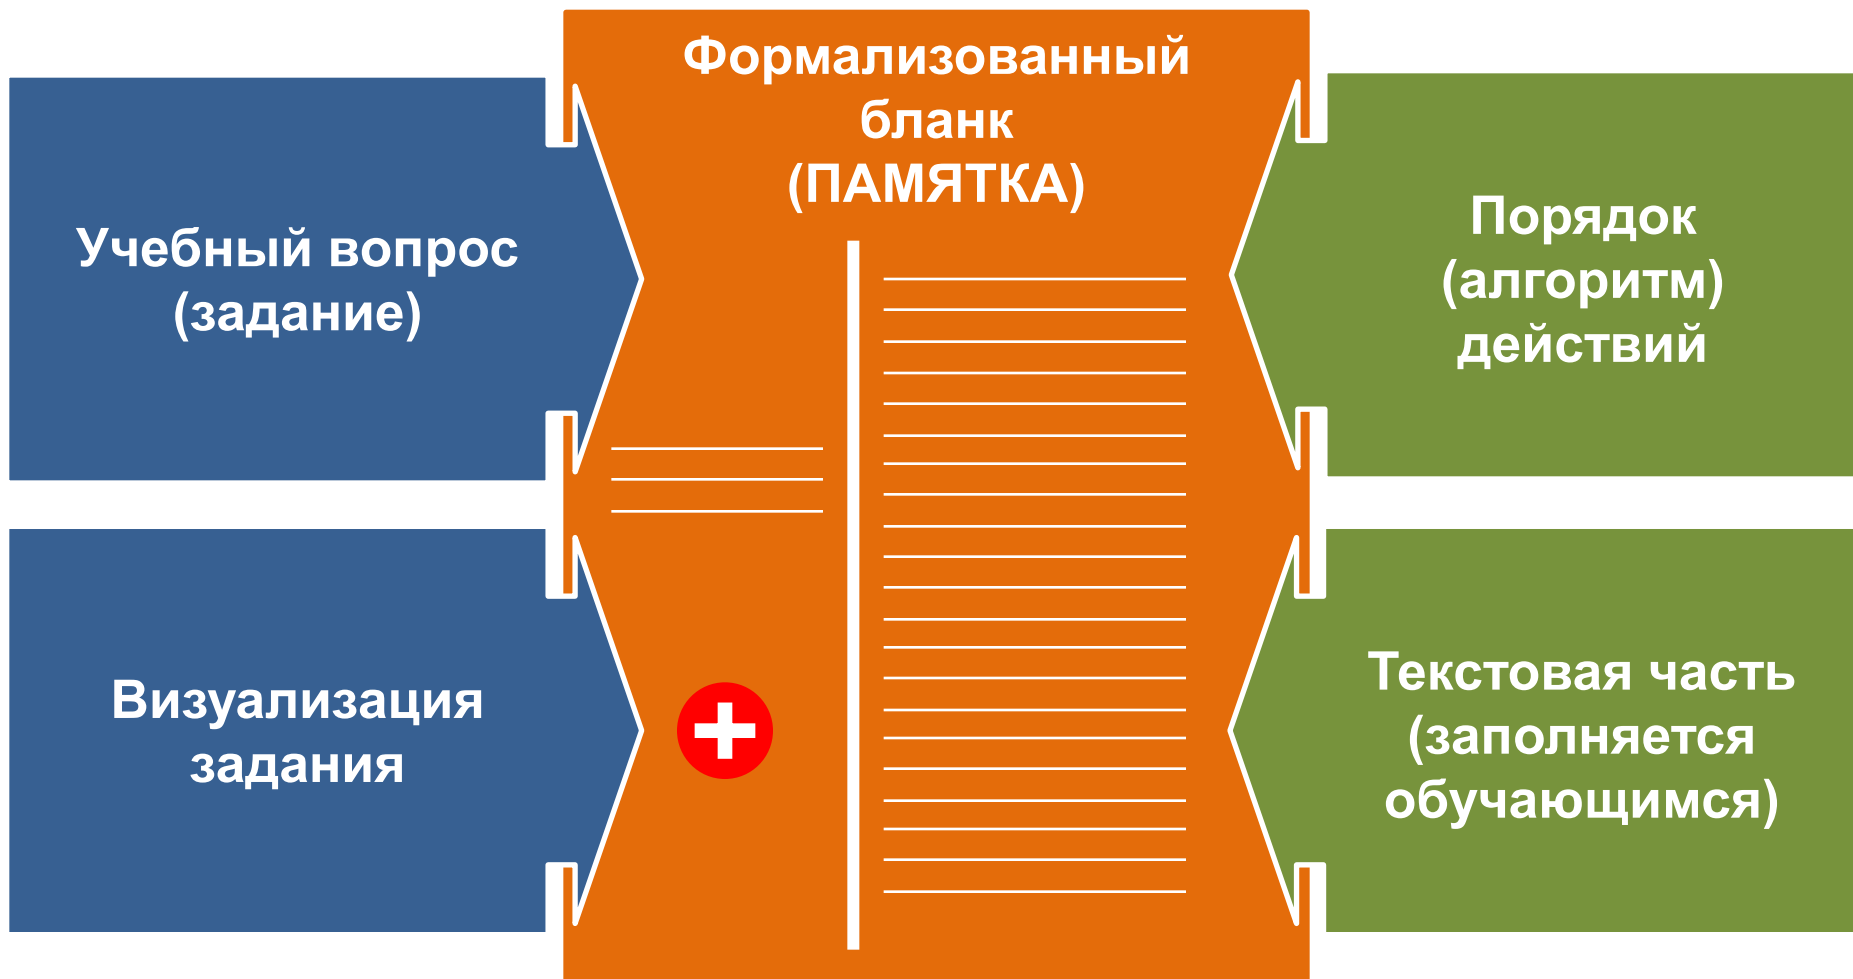 Формализованный
бланк
(ПАМЯТКА)
Учебный вопрос
(задание)
Порядок
(алгоритм)
действий
Визуализация
задания
Текстовая часть
(заполняется
обучающимся)